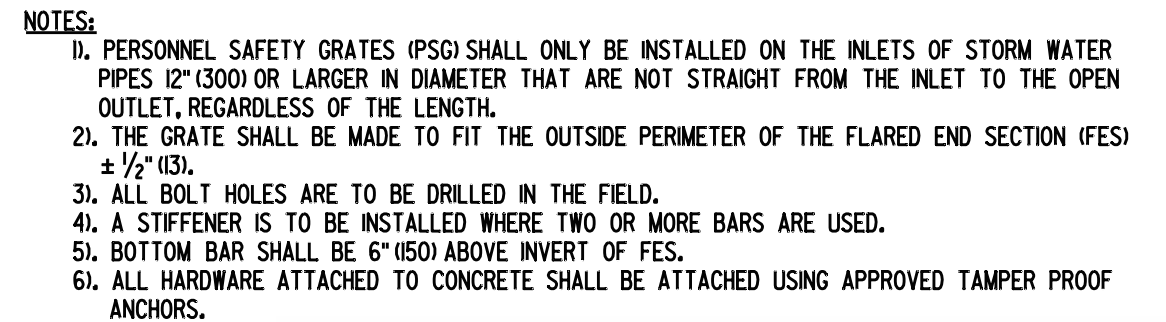 NOTES:
1). PERSONNEL SAFETY GRATES (PSG) SHALL ONLY BE INSTALLED ON THE INLETS OF STORM WATER
PIPES 12" (300) OR LARGER IN DIAMETER THAT ARE NOT STRAIGHT FROM THE INLET TO THE OPEN
OUTLET, REGARDLESS OF THE LENGTH.
2). THE GRATE SHALL BE MADE TO FIT THE OUTSIDE PERIMETER OF THE FLARED END SECTION (FES)
± 1/2" (13).
3). ALL BOLT HOLES ARE TO BE DRILLED IN THE FIELD.
4). A STIFFENER IS TO BE INSTALLED WHERE TWO OR MORE BARS ARE USED.
5). BOTTOM BAR SHALL BE 6" (150) ABOVE INVERT OF FES.
6). ALL HARDWARE ATTACHED TO CONCRETE SHALL BE ATTACHED USING APPROVED TAMPER PROOF
ANCHORS.